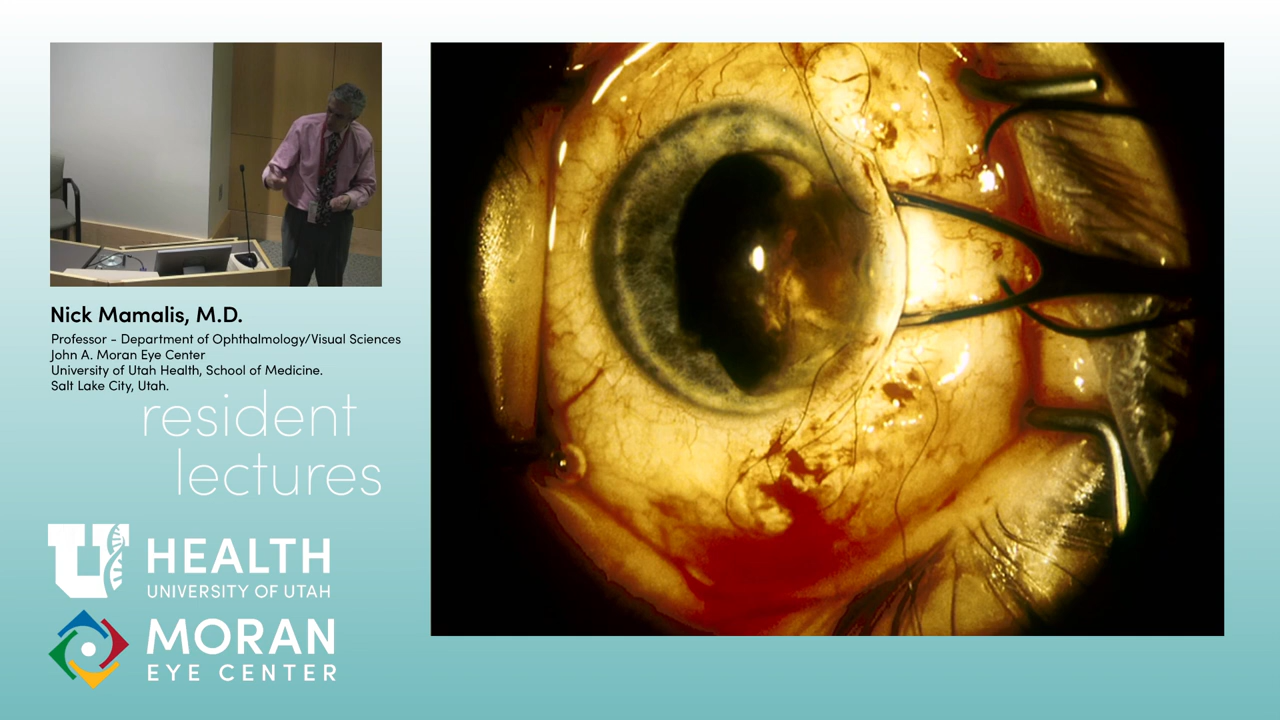 Nick Mamalis, M.D.
Professor - Department of Ophthalmology/Visual Sciences
John A. Moran Eye Center
University of Utah Health, School of Medicine.
Salt Lake City, Utah.
resident
lectures
U HEALTH
UNIVERSITY OF UTAH
MORAN
EYE CENTER